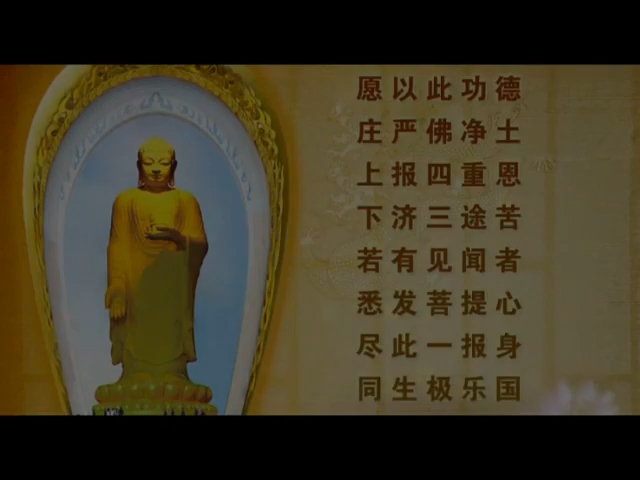 愿以此功德
庄严佛净土
上报四重恩
下济三途苦
若有见闻者
悉发菩提心
尽此一报身
同生极乐国